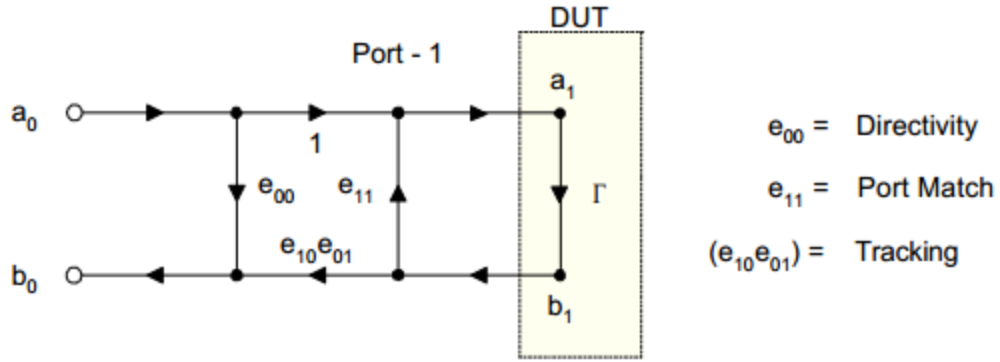 DUT
Port - 1
a₁
a₀
1
e₀₀
e₁₁
Γ
e₁₀e₀₁
b₀
b₁
e₀₀ = Directivity
e₁₁ = Port Match
(e₁₀e₀₁) = Tracking